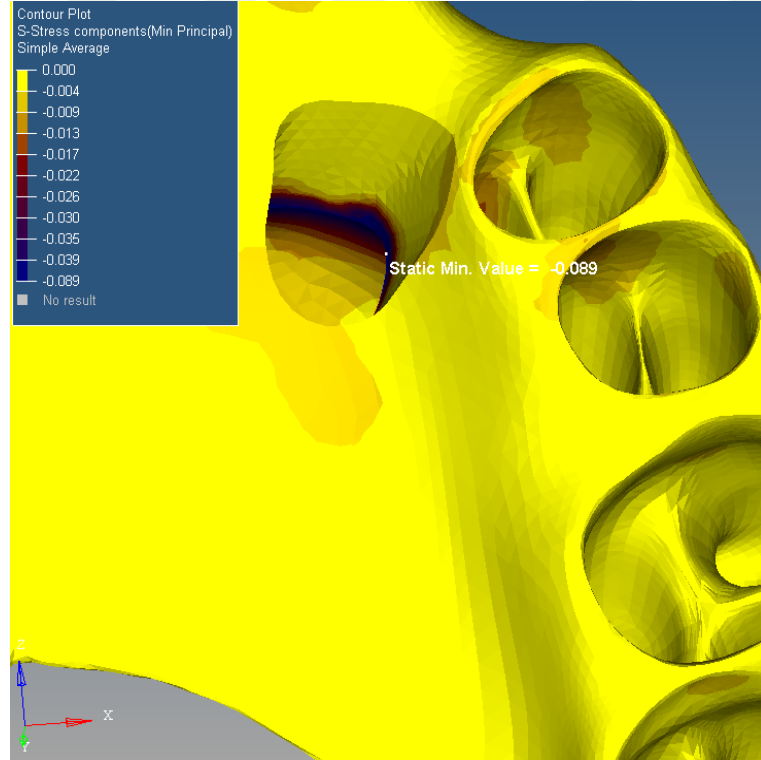 Contour Plot
S-Stress components(Min Principal)
Simple Average
0.000
-0.004
-0.009
-0.013
-0.017
-0.022
-0.026
-0.030
-0.035
-0.039
-0.089
No result
Static Min. Value = -0.089
Z
X
Y